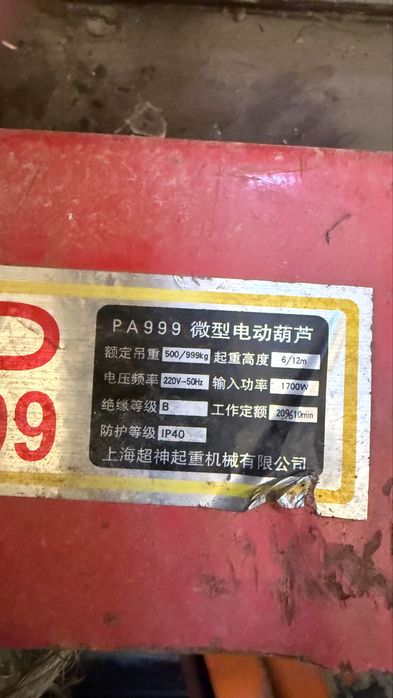 D
99
PA999 微型电动葫芦
额定吊重 500/999kg 起重高度 6/12m
电压频率 220V-50Hz 输入功率 1700W
绝缘等级 B 工作定额 20%10min
防护等级 IP40
上海超神起重机械有限公司